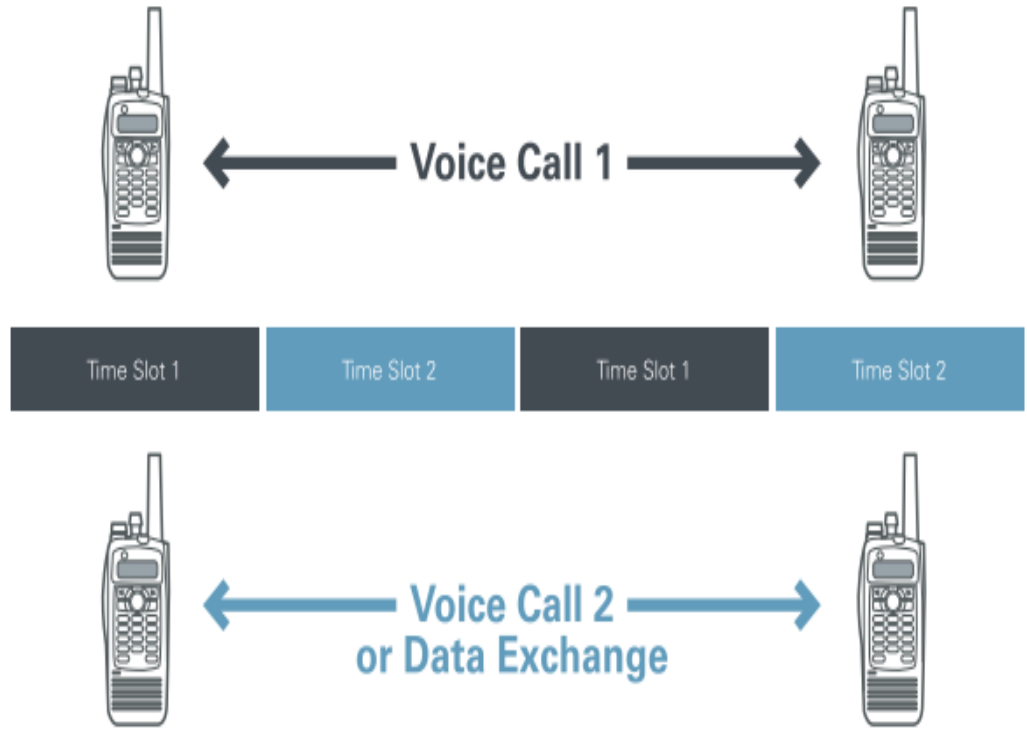 Voice Call 1
Time Slot 1
Time Slot 2
Time Slot 1
Time Slot 2
Voice Call 2
or Data Exchange